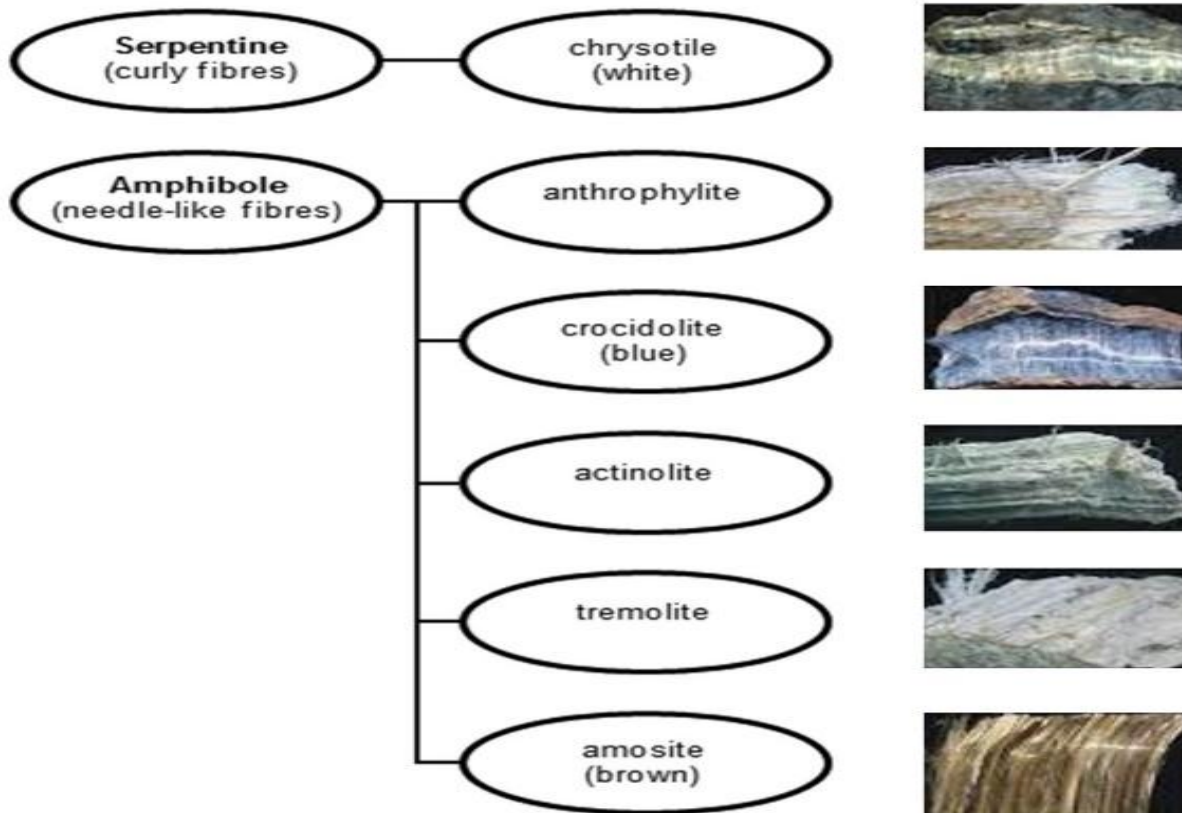 Serpentine
(curly fibres)
chrysotile
(white)
Amphibole
(needle-like fibres)
anthrophylite
crocidolite
(blue)
actinolite
tremolite
amosite
(brown)